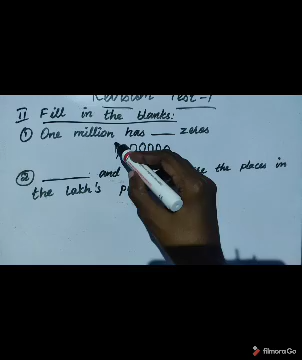 Revision Test-1
II Fill in the blanks:
① One million has ___ zeros
② ______ and the places in
the lakh's
filmoraGo